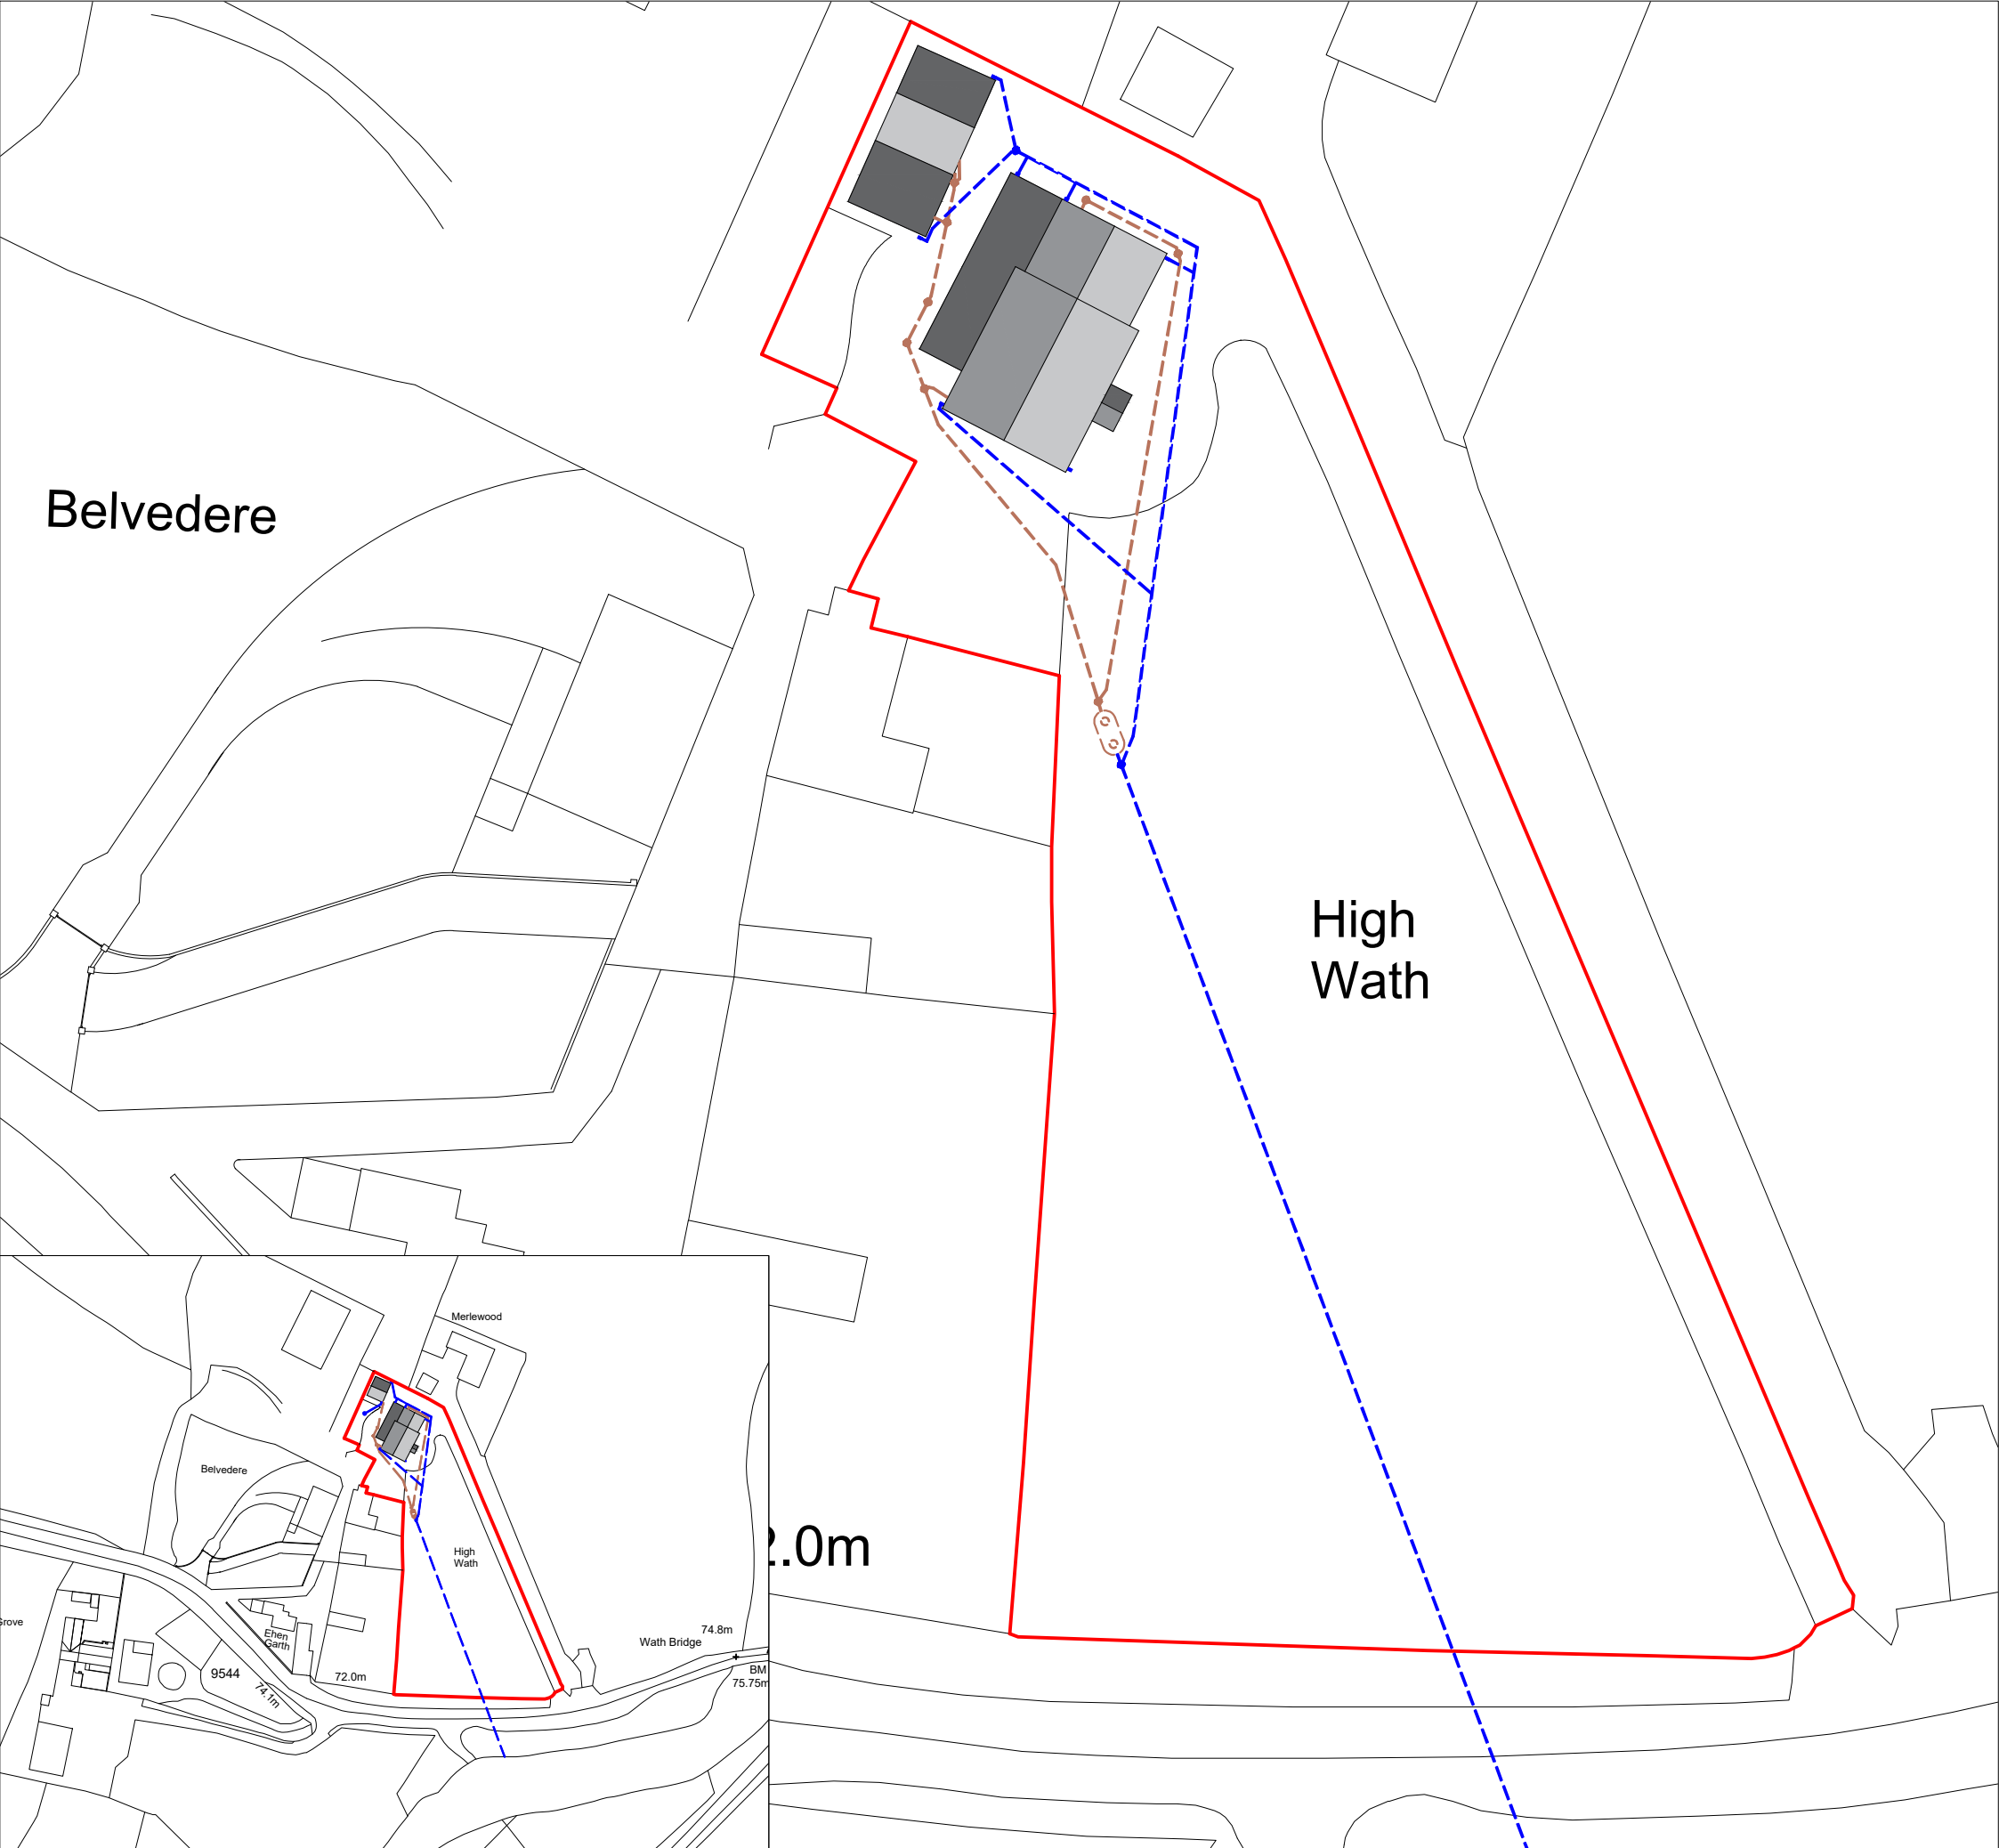 Belvedere
High
Wath
2.0m
Merlewood
Belvedere
High
Wath
Grove
Ehen
Garth
9544
74.1m
72.0m
Wath Bridge
74.8m
BM
75.75m